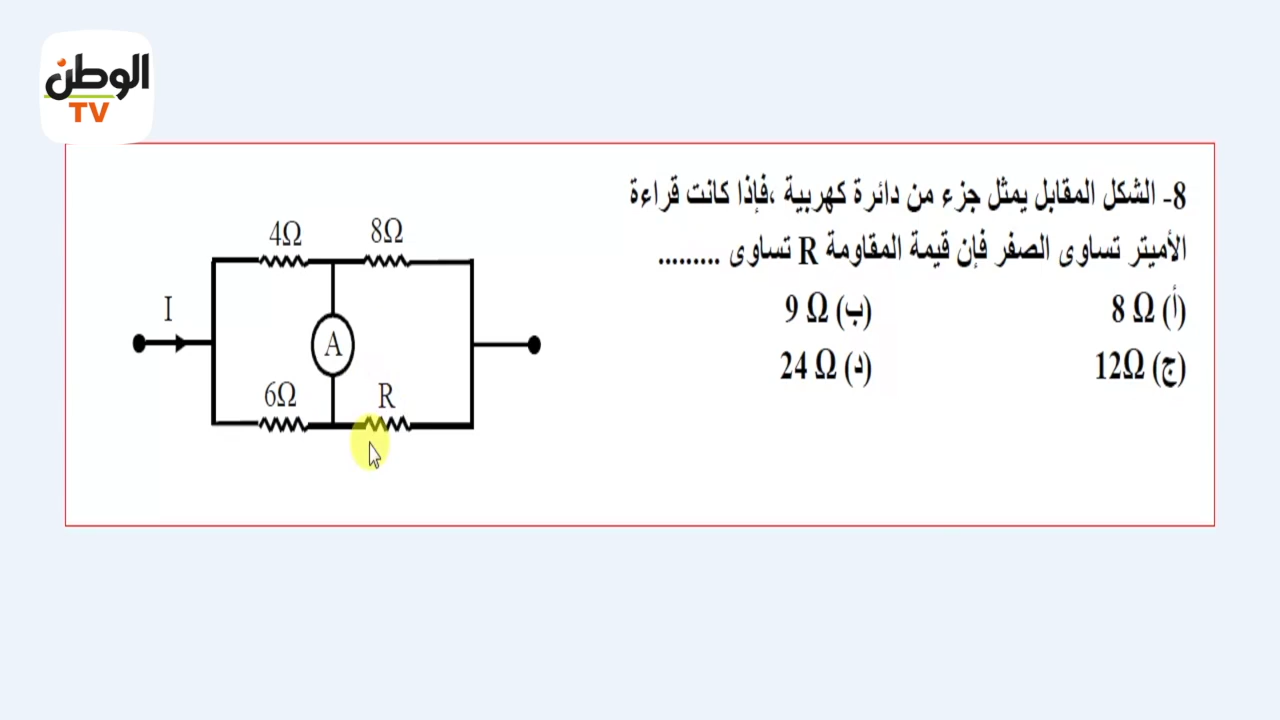 الوطن
TV
8- الشكل المقابل يمثل جزء من دائرة كهربية ،فإذا كانت قراءة
الأميتر تساوى الصفر فإن قيمة المقاومة R تساوى .........
(أ) 8 Ω (ب) 9 Ω
(ج) 12Ω (د) 24 Ω
4Ω 8Ω
I
A
6Ω R